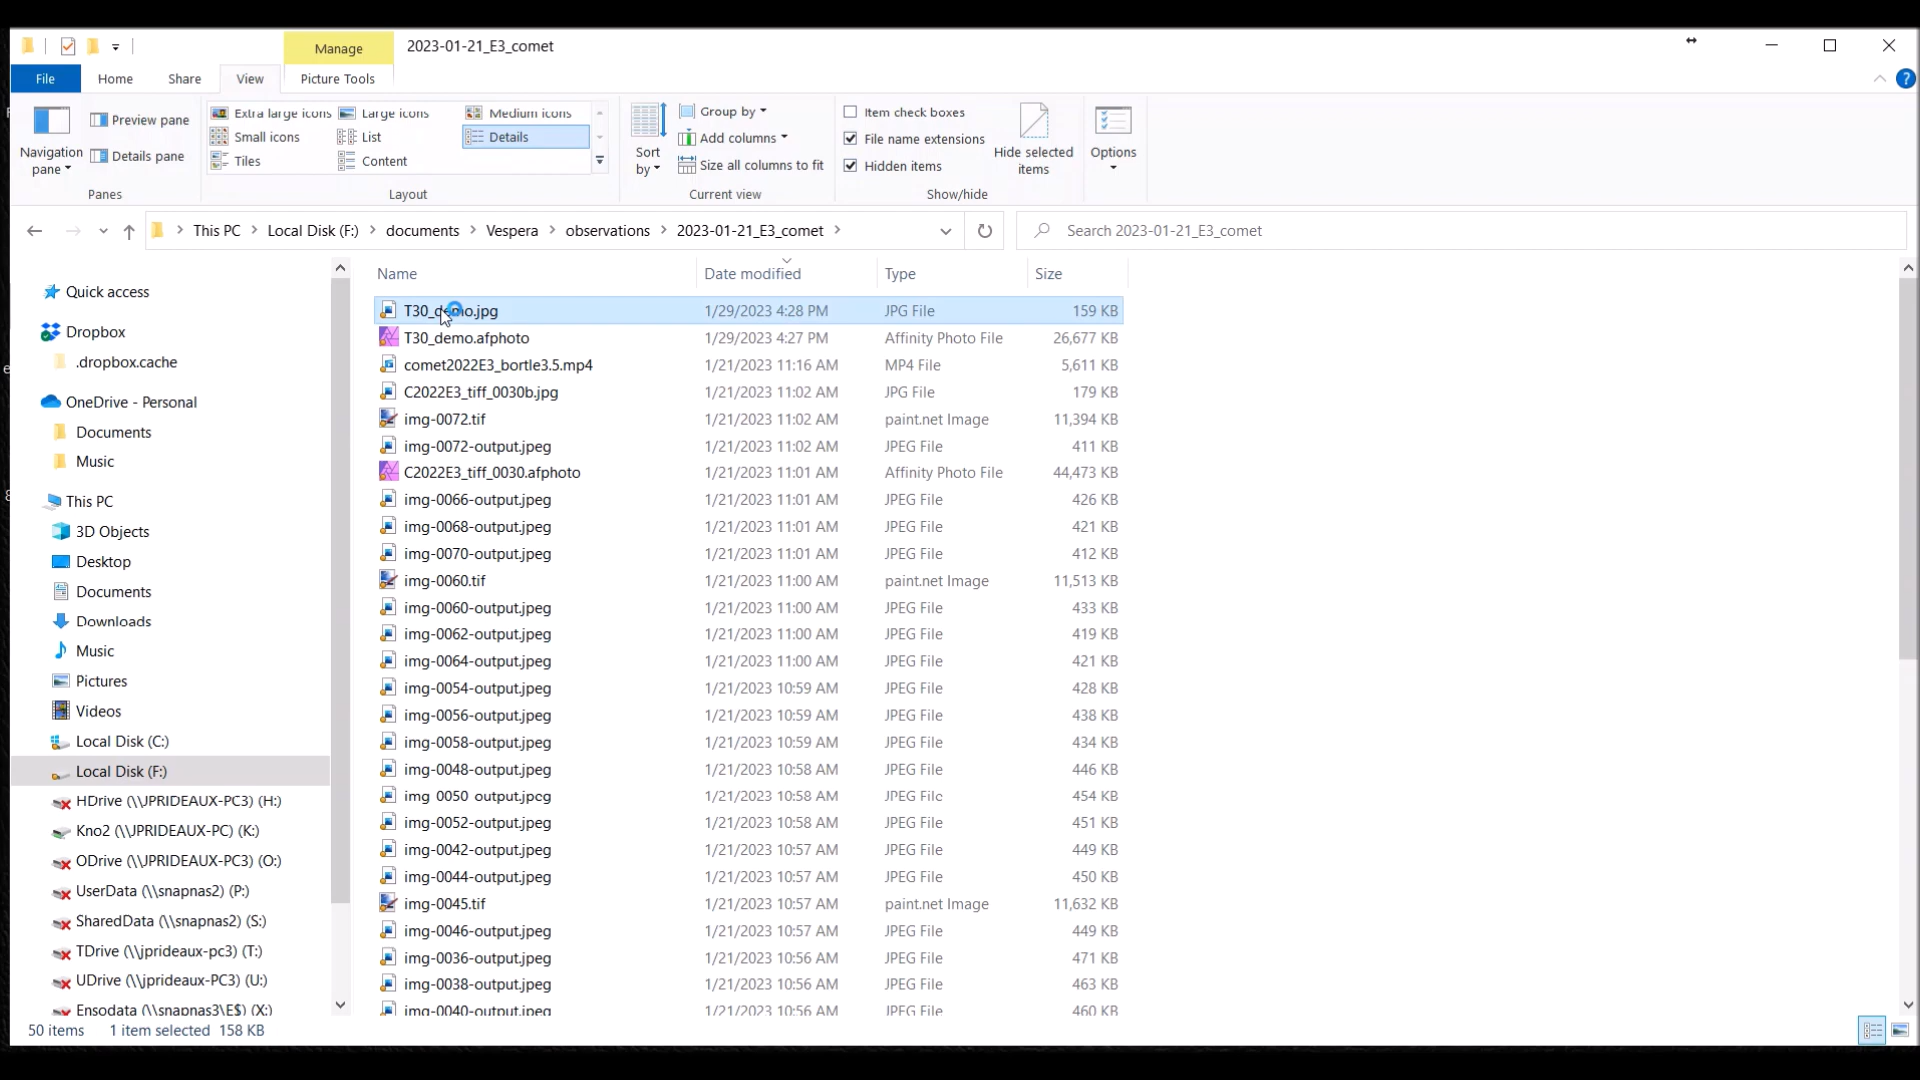 Manage
2023-01-21_E3_comet
File
Home
Share
View
Picture Tools
Navigation pane
Preview pane
Details pane
Panes
Extra large icons
Large icons
Medium icons
Small icons
List
Details
Tiles
Content
Layout
Sort by
Group by
Add columns
Size all columns to fit
Current view
Item check boxes
File name extensions
Hidden items
Hide selected items
Show/hide
Options
This PC > Local Disk (F:) > documents > Vespera > observations > 2023-01-21_E3_comet >
Search 2023-01-21_E3_comet
Quick access
Dropbox
.dropbox.cache
OneDrive - Personal
Documents
Music
This PC
3D Objects
Desktop
Documents
Downloads
Music
Pictures
Videos
Local Disk (C:)
Local Disk (F:)
HDrive (\\JPRIDEAUX-PC3) (H:)
Kno2 (\\JPRIDEAUX-PC) (K:)
ODrive (\\JPRIDEAUX-PC3) (O:)
UserData (\\snapnas2) (P:)
SharedData (\\snapnas2) (S:)
TDrive (\\jprideaux-pc3) (T:)
UDrive (\\jprideaux-PC3) (U:)
Ensodata (\\snapnas3\E$) (X:)
Name Date modified Type Size
T30_demo.jpg 1/29/2023 4:28 PM JPG File 159 KB
T30_demo.afphoto 1/29/2023 4:27 PM Affinity Photo File 26,677 KB
comet2022E3_bortle3.5.mp4 1/21/2023 11:16 AM MP4 File 5,611 KB
C2022E3_tiff_0030b.jpg 1/21/2023 11:02 AM JPG File 179 KB
img-0072.tif 1/21/2023 11:02 AM paint.net Image 11,394 KB
img-0072-output.jpeg 1/21/2023 11:02 AM JPEG File 411 KB
C2022E3_tiff_0030.afphoto 1/21/2023 11:01 AM Affinity Photo File 44,473 KB
img-0066-output.jpeg 1/21/2023 11:01 AM JPEG File 426 KB
img-0068-output.jpeg 1/21/2023 11:01 AM JPEG File 421 KB
img-0070-output.jpeg 1/21/2023 11:01 AM JPEG File 412 KB
img-0060.tif 1/21/2023 11:00 AM paint.net Image 11,513 KB
img-0060-output.jpeg 1/21/2023 11:00 AM JPEG File 433 KB
img-0062-output.jpeg 1/21/2023 11:00 AM JPEG File 419 KB
img-0064-output.jpeg 1/21/2023 11:00 AM JPEG File 421 KB
img-0054-output.jpeg 1/21/2023 10:59 AM JPEG File 428 KB
img-0056-output.jpeg 1/21/2023 10:59 AM JPEG File 438 KB
img-0058-output.jpeg 1/21/2023 10:59 AM JPEG File 434 KB
img-0048-output.jpeg 1/21/2023 10:58 AM JPEG File 446 KB
img-0050-output.jpeg 1/21/2023 10:58 AM JPEG File 454 KB
img-0052-output.jpeg 1/21/2023 10:58 AM JPEG File 451 KB
img-0042-output.jpeg 1/21/2023 10:57 AM JPEG File 449 KB
img-0044-output.jpeg 1/21/2023 10:57 AM JPEG File 450 KB
img-0045.tif 1/21/2023 10:57 AM paint.net Image 11,632 KB
img-0046-output.jpeg 1/21/2023 10:57 AM JPEG File 449 KB
img-0036-output.jpeg 1/21/2023 10:56 AM JPEG File 471 KB
img-0038-output.jpeg 1/21/2023 10:56 AM JPEG File 463 KB
img-0040-output.jpeg 1/21/2023 10:56 AM JPEG File 460 KB
50 items 1 item selected 158 KB